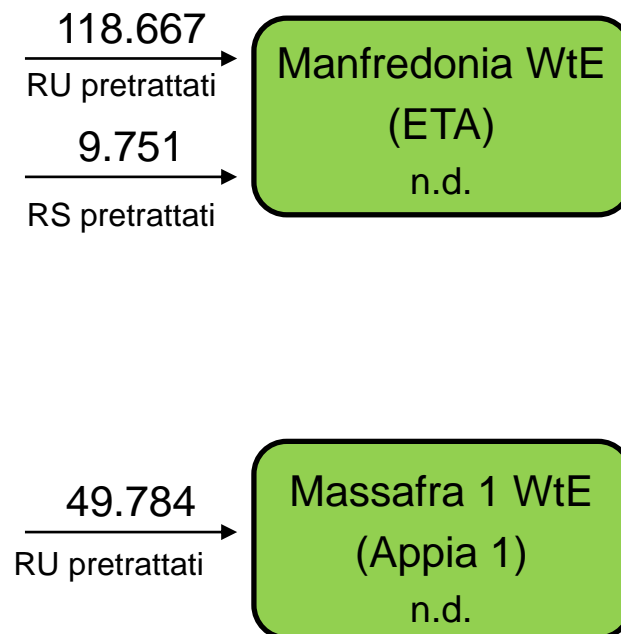 118.667
RU pretrattati
9.751
RS pretrattati
Manfredonia WtE
(ETA)
n.d.
49.784
RU pretrattati
Massafra 1 WtE
(Appia 1)
n.d.